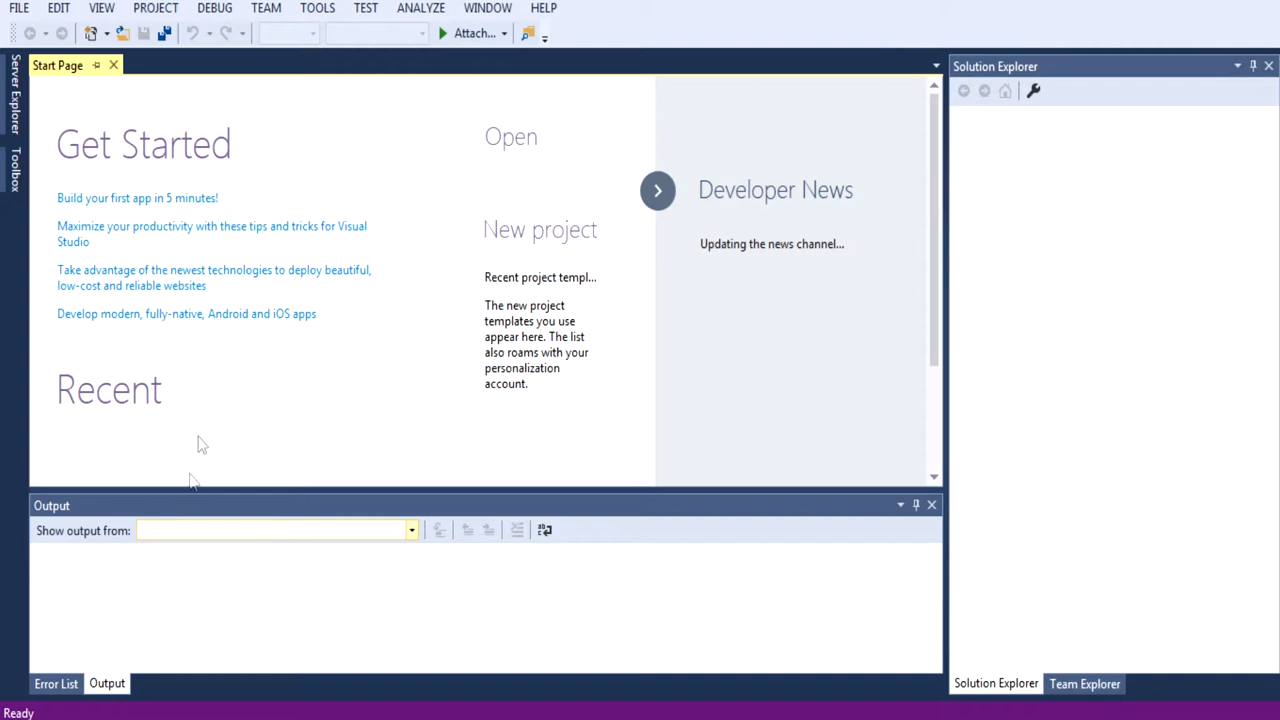 FILE EDIT VIEW PROJECT DEBUG TEAM TOOLS TEST ANALYZE WINDOW HELP
Attach...
Server Explorer
Toolbox
Start Page
Get Started
Build your first app in 5 minutes!
Maximize your productivity with these tips and tricks for Visual
Studio
Take advantage of the newest technologies to deploy beautiful,
low-cost and reliable websites
Develop modern, fully-native, Android and iOS apps
Recent
Open
New project
Recent project templ...
The new project
templates you use
appear here. The list
also roams with your
personalization
account.
Developer News
Updating the news channel...
Solution Explorer
Output
Show output from:
Error List Output
Solution Explorer Team Explorer
Ready